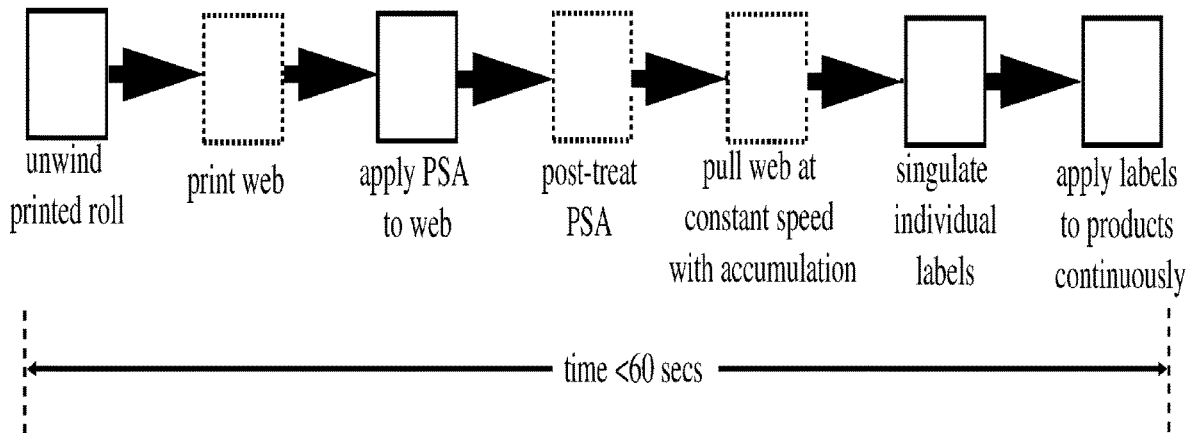 unwind
printed roll
print web
apply PSA
to web
post-treat
PSA
pull web at
constant speed
with accumulation
singulate
individual
labels
apply labels
to products
continuously
time <60 secs